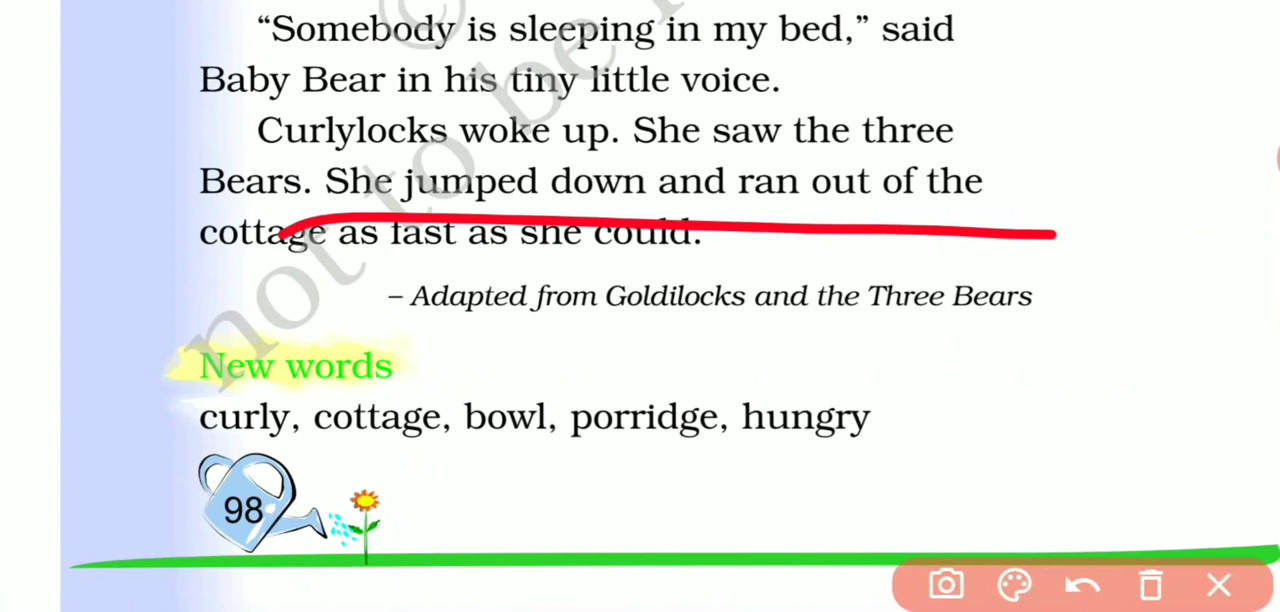 “Somebody is sleeping in my bed,” said
Baby Bear in his tiny little voice.
Curlylocks woke up. She saw the three
Bears. She jumped down and ran out of the
cottage as fast as she could.
– Adapted from Goldilocks and the Three Bears
New words
curly, cottage, bowl, porridge, hungry
98
©
not to be r